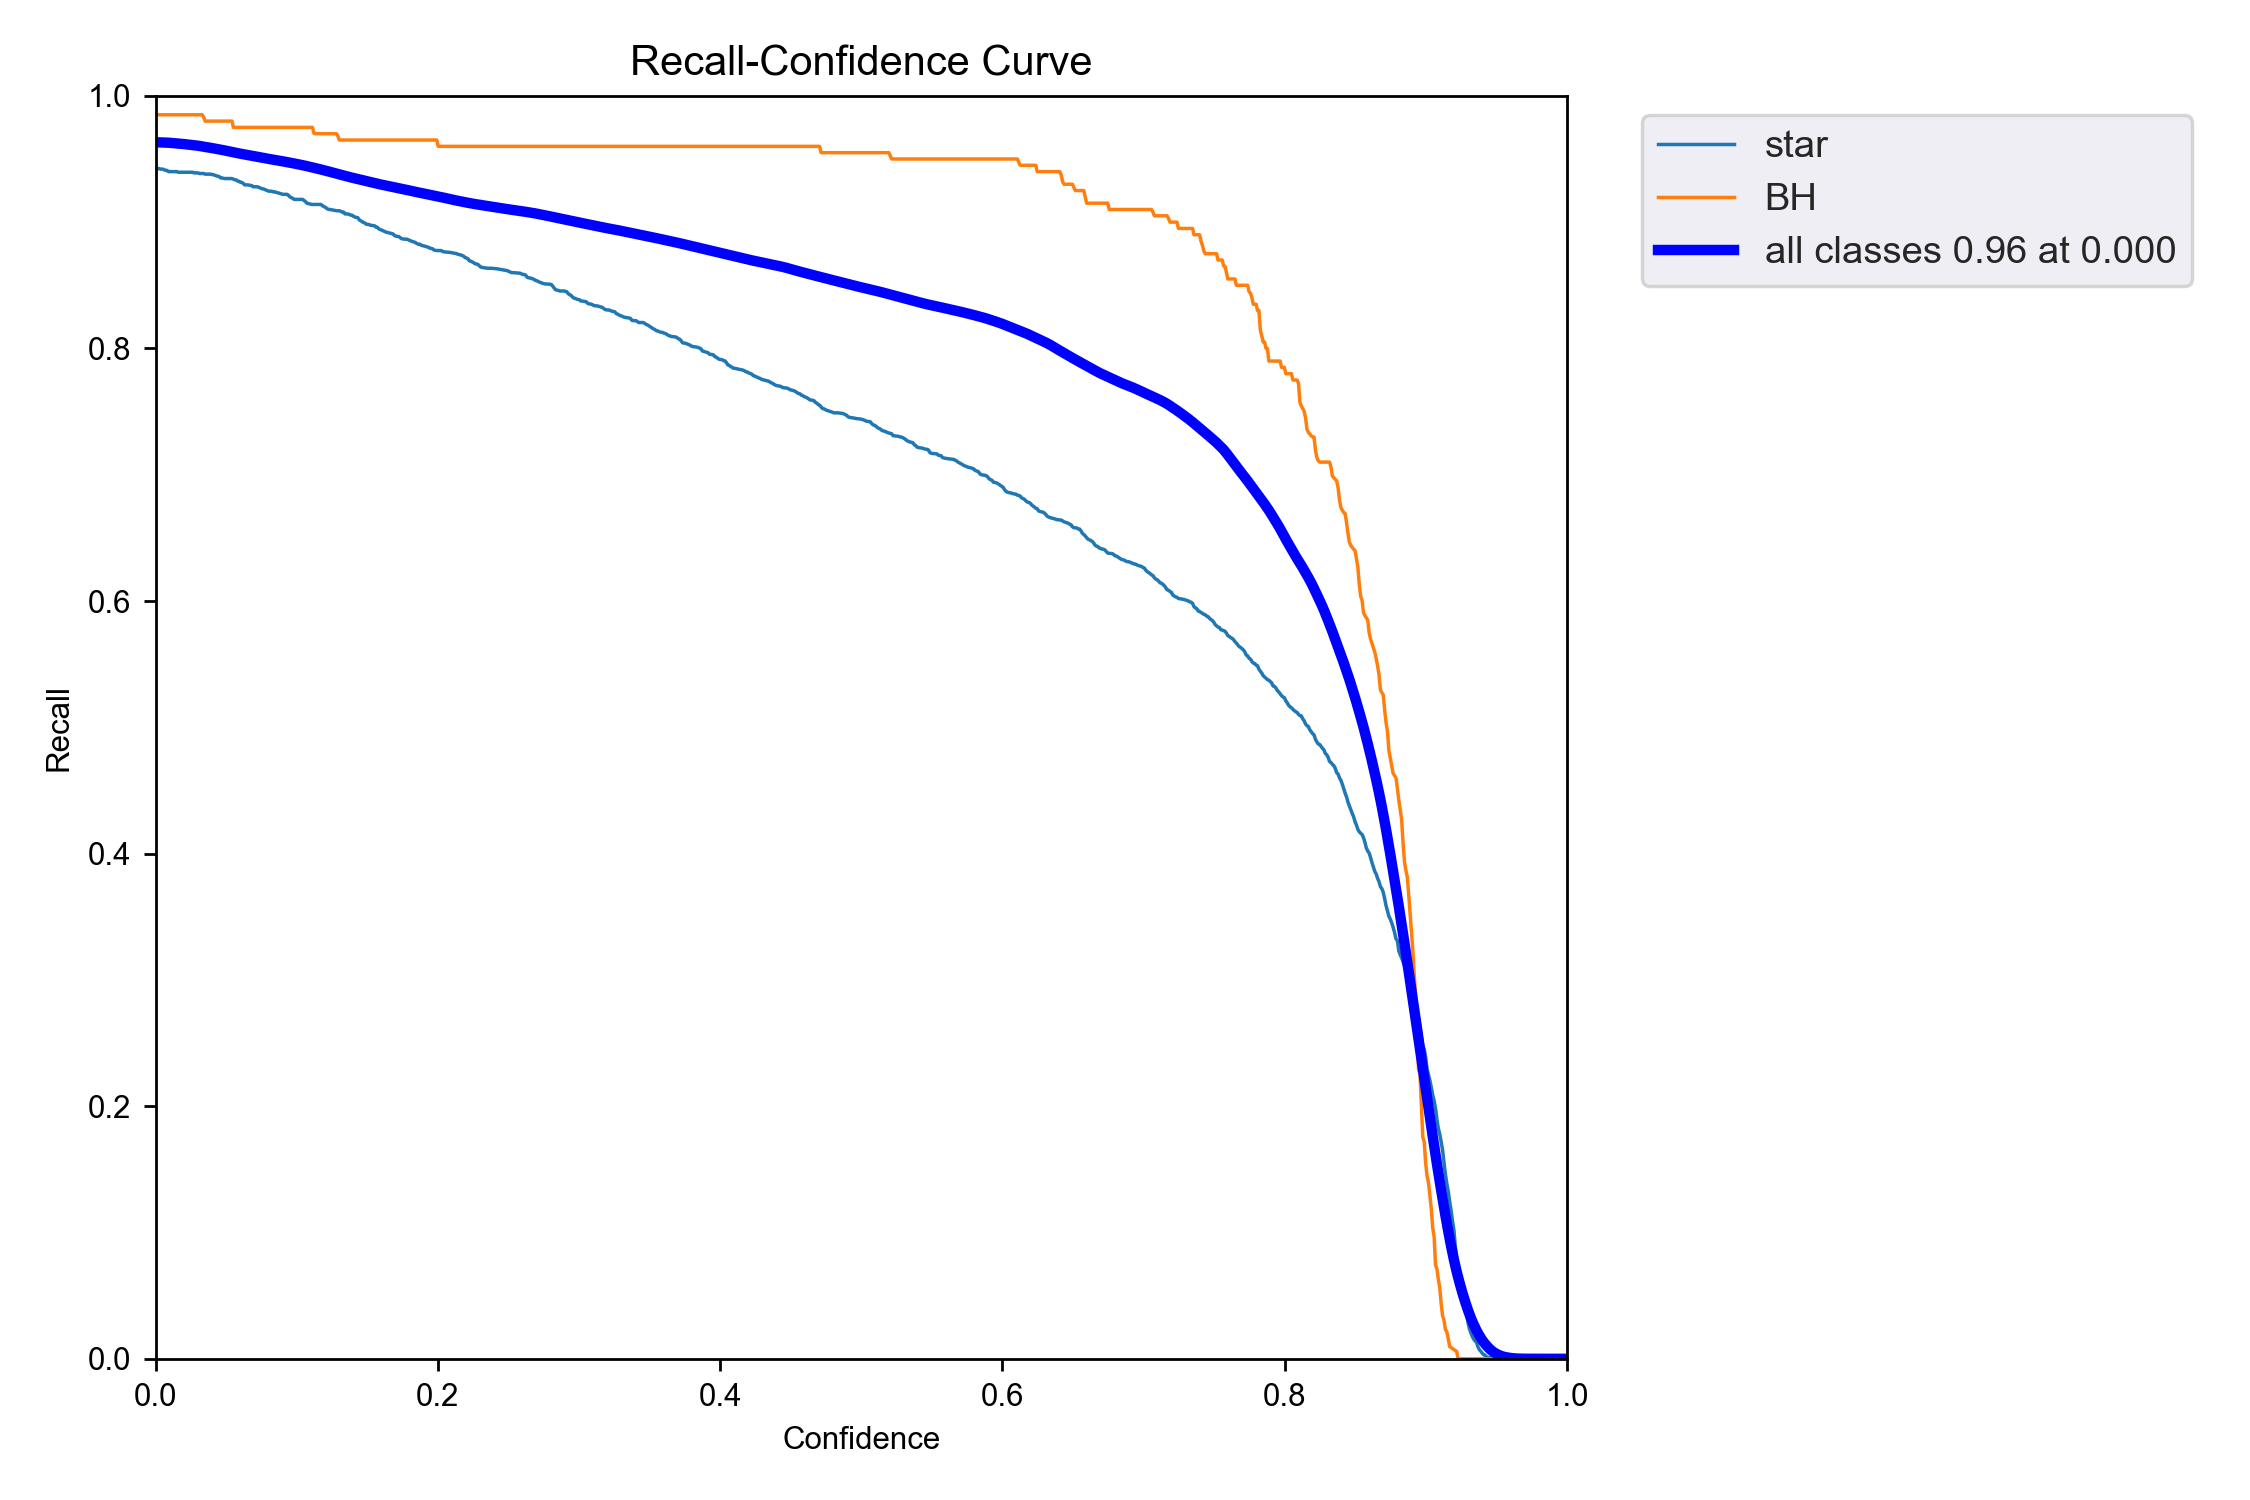 Recall-Confidence Curve
1.0
0.8
0.6
0.4
0.2
0.0
Recall
0.0 0.2 0.4 0.6 0.8 1.0
Confidence
star
BH
all classes 0.96 at 0.000